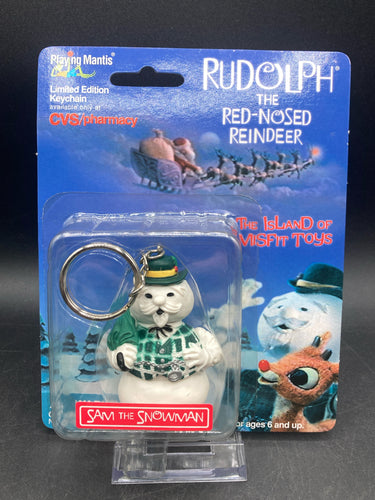 Playing Mantis
Limited Edition
Keychain
available only at
CVS/pharmacy
RUDOLPH®
THE
RED-NOSED
REINDEER
THE ISLAND OF
MISFIT TOYS
SAM THE SNOWMAN
For ages 6 and up.